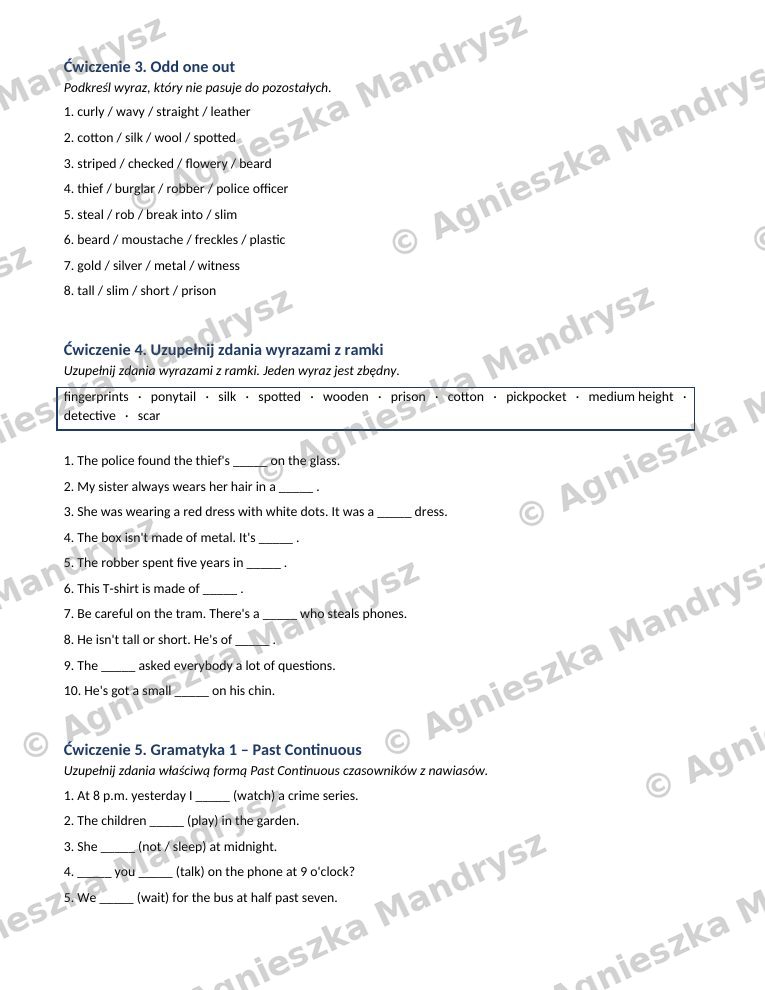 Ćwiczenie 3. Odd one out
Podkreśl wyraz, który nie pasuje do pozostałych.
1. curly / wavy / straight / leather
2. cotton / silk / wool / spotted
3. striped / checked / flowery / beard
4. thief / burglar / robber / police officer
5. steal / rob / break into / slim
6. beard / moustache / freckles / plastic
7. gold / silver / metal / witness
8. tall / slim / short / prison
Ćwiczenie 4. Uzupełnij zdania wyrazami z ramki
Uzupełnij zdania wyrazami z ramki. Jeden wyraz jest zbędny.
fingerprints · ponytail · silk · spotted · wooden · prison · cotton · pickpocket · medium height ·
detective · scar
1. The police found the thief's _____ on the glass.
2. My sister always wears her hair in a _____ .
3. She was wearing a red dress with white dots. It was a _____ dress.
4. The box isn't made of metal. It's _____ .
5. The robber spent five years in _____ .
6. This T-shirt is made of _____ .
7. Be careful on the tram. There's a _____ who steals phones.
8. He isn't tall or short. He's of _____ .
9. The _____ asked everybody a lot of questions.
10. He's got a small _____ on his chin.
Ćwiczenie 5. Gramatyka 1 – Past Continuous
Uzupełnij zdania właściwą formą Past Continuous czasowników z nawiasów.
1. At 8 p.m. yesterday I _____ (watch) a crime series.
2. The children _____ (play) in the garden.
3. She _____ (not / sleep) at midnight.
4. _____ you _____ (talk) on the phone at 9 o'clock?
5. We _____ (wait) for the bus at half past seven.
© Agnieszka Mandrysz